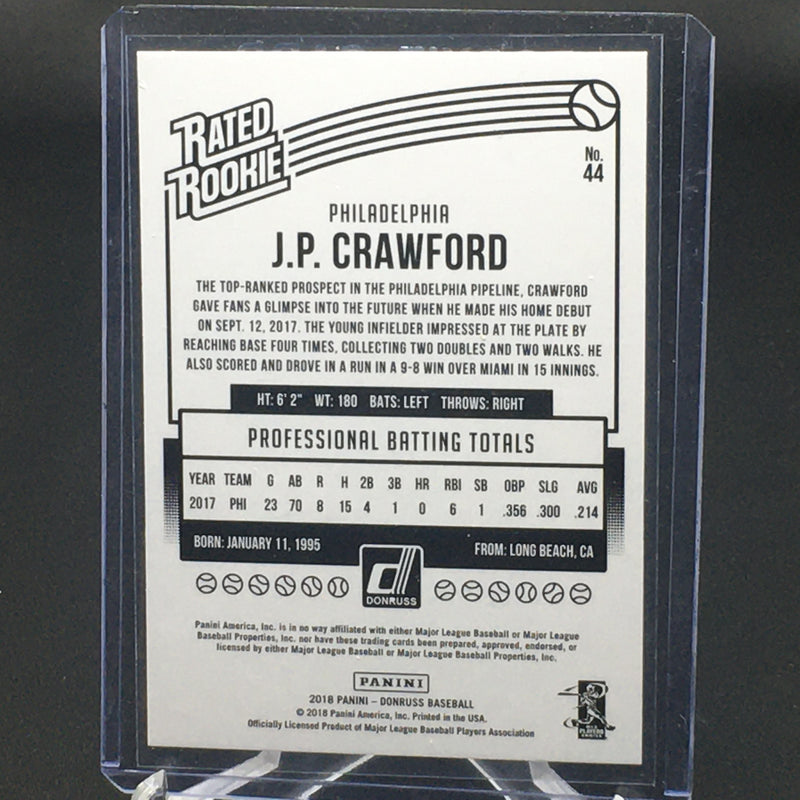 RATED
ROOKIE
No.
44
PHILADELPHIA
J.P. CRAWFORD
THE TOP-RANKED PROSPECT IN THE PHILADELPHIA PIPELINE, CRAWFORD
GAVE FANS A GLIMPSE INTO THE FUTURE WHEN HE MADE HIS HOME DEBUT
ON SEPT. 12, 2017. THE YOUNG INFIELDER IMPRESSED AT THE PLATE BY
REACHING BASE FOUR TIMES, COLLECTING TWO DOUBLES AND TWO WALKS. HE
ALSO SCORED AND DROVE IN A RUN IN A 9-8 WIN OVER MIAMI IN 15 INNINGS.
HT: 6' 2" WT: 180 BATS: LEFT THROWS: RIGHT
PROFESSIONAL BATTING TOTALS
YEAR TEAM G AB R H 2B 3B HR RBI SB OBP SLG AVG
2017 PHI 23 70 8 15 4 1 0 6 1 .356 .300 .214
BORN: JANUARY 11, 1995 FROM: LONG BEACH, CA
DONRUSS
Panini America, Inc. is in no way affiliated with either Major League Baseball or Major League
Baseball Properties, Inc. nor have these trading cards been prepared, approved, endorsed, or
licensed by either Major League Baseball or Major League Baseball Properties, Inc.
PANINI
2018 PANINI – DONRUSS BASEBALL
© 2018 Panini America, Inc. Printed in the USA.
Officially Licensed Product of Major League Baseball Players Association
PLAYERS